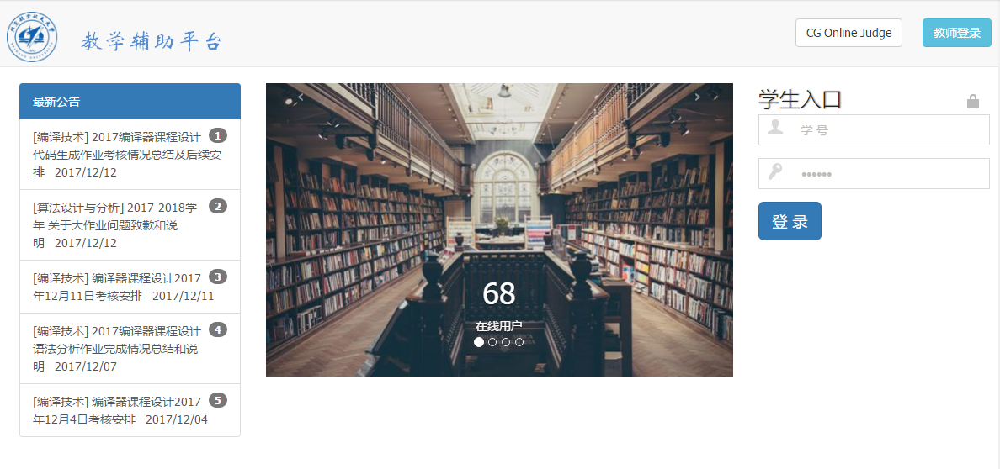 教学辅助平台
CG Online Judge
教师登录
最新公告
[编译技术] 2017编译器课程设计 1
代码生成作业考核情况总结及后续安
排 2017/12/12
[算法设计与分析] 2017-2018学 2
年 关于大作业问题致歉和说
明 2017/12/12
[编译技术] 编译器课程设计2017 3
年12月11日考核安排 2017/12/11
[编译技术] 2017编译器课程设计 4
语法分析作业完成情况总结和说
明 2017/12/07
[编译技术] 编译器课程设计2017 5
年12月4日考核安排 2017/12/04
68
在线用户
学生入口
学 号
••••••
登 录